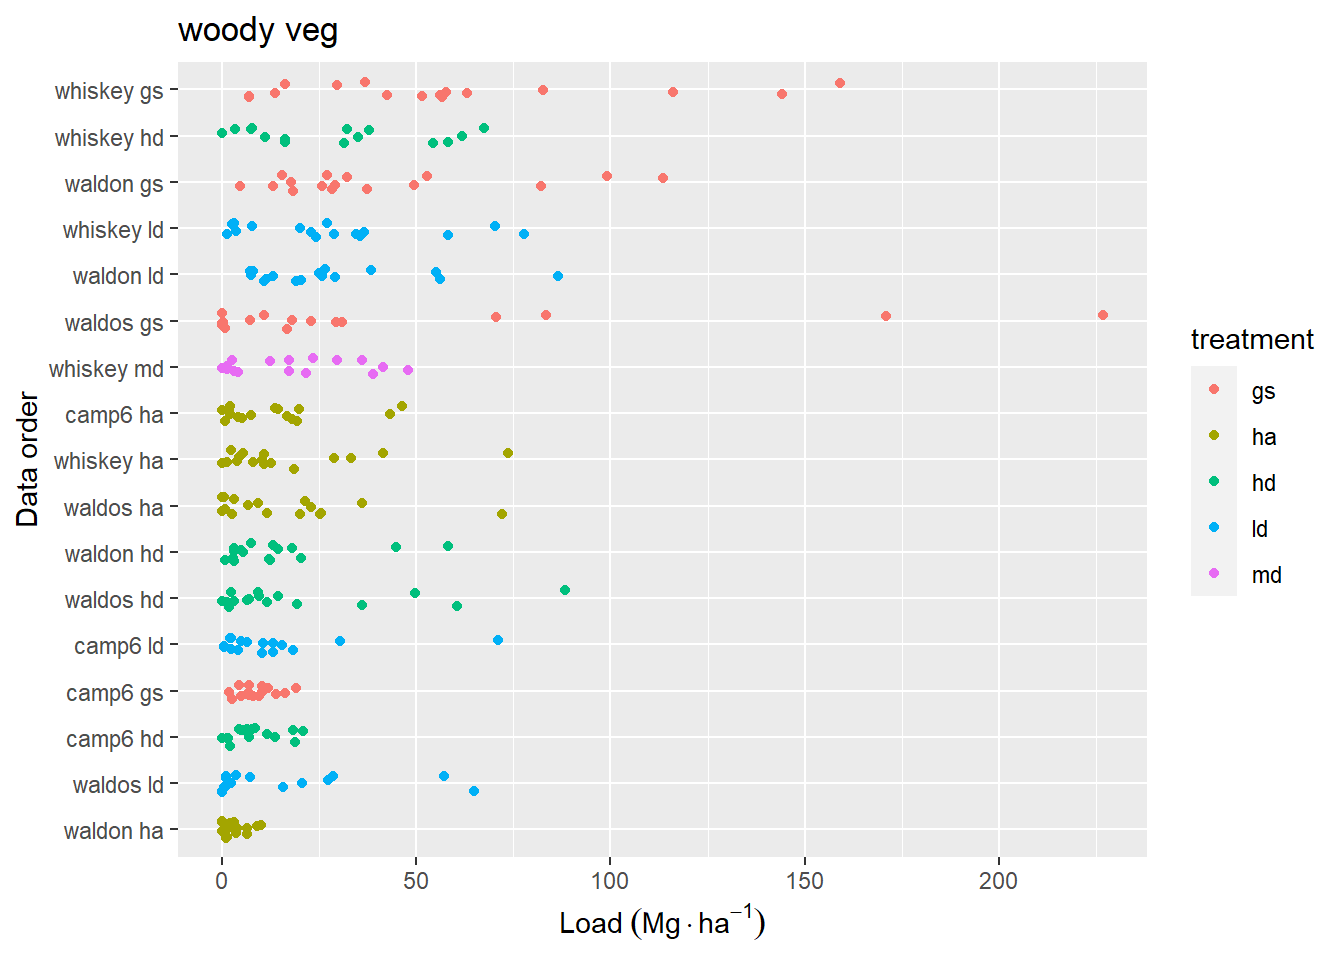 woody veg
whiskey gs
whiskey hd
waldon gs
whiskey ld
waldon ld
waldos gs
whiskey md
camp6 ha
whiskey ha
waldos ha
waldon hd
waldos hd
camp6 ld
camp6 gs
camp6 hd
waldos ld
waldon ha
Data order
0 50 100 150 200
Load (Mg·ha⁻¹)
treatment
gs
ha
hd
ld
md